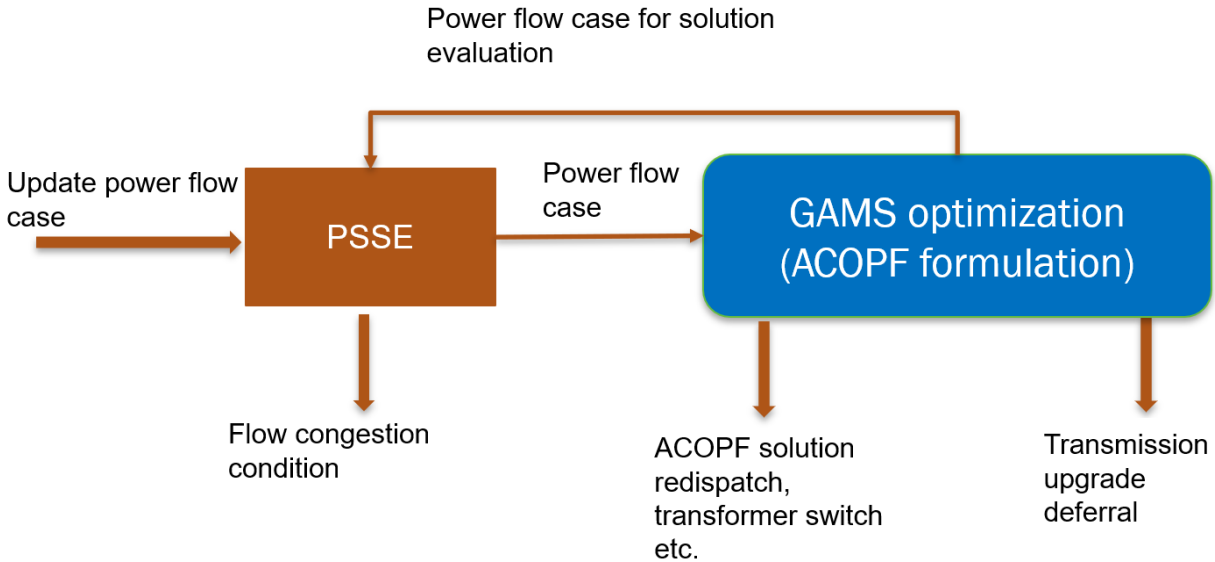 Power flow case for solution
evaluation
Update power flow
case
PSSE
Power flow
case
GAMS optimization
(ACOPF formulation)
Flow congestion
condition
ACOPF solution
redispatch,
transformer switch
etc.
Transmission
upgrade
deferral